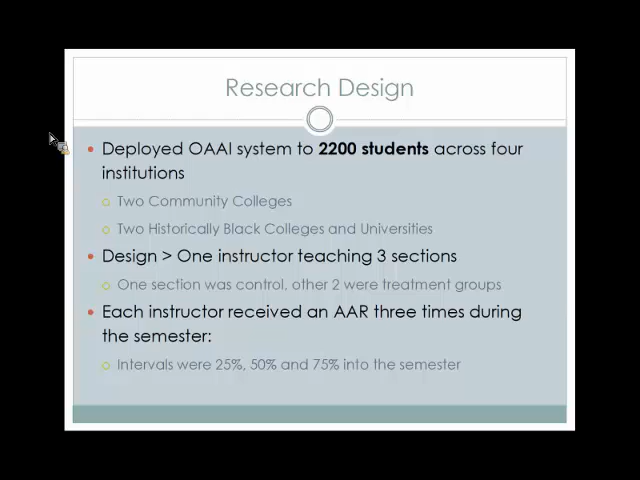 Research Design
Deployed OAAI system to 2200 students across four
institutions
Two Community Colleges
Two Historically Black Colleges and Universities
Design > One instructor teaching 3 sections
One section was control, other 2 were treatment groups
Each instructor received an AAR three times during
the semester:
Intervals were 25%, 50% and 75% into the semester